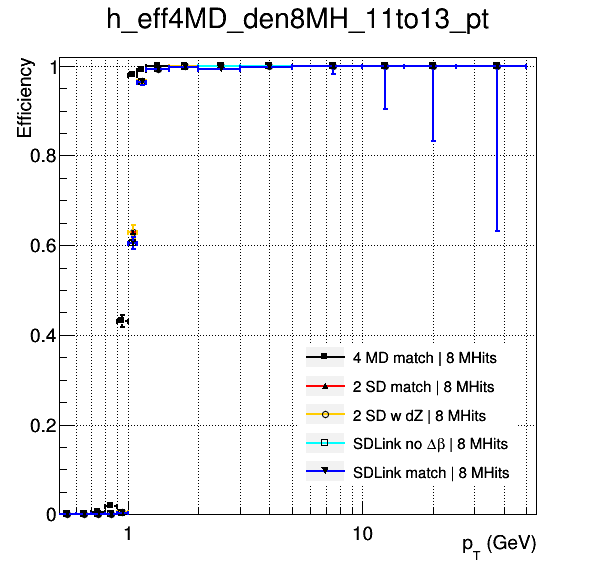 h_eff4MD_den8MH_11to13_pt
Efficiency
1
0.8
0.6
0.4
0.2
0
4 MD match | 8 MHits
2 SD match | 8 MHits
2 SD w dZ | 8 MHits
SDLink no Δβ | 8 MHits
SDLink match | 8 MHits
1
10
p_T (GeV)